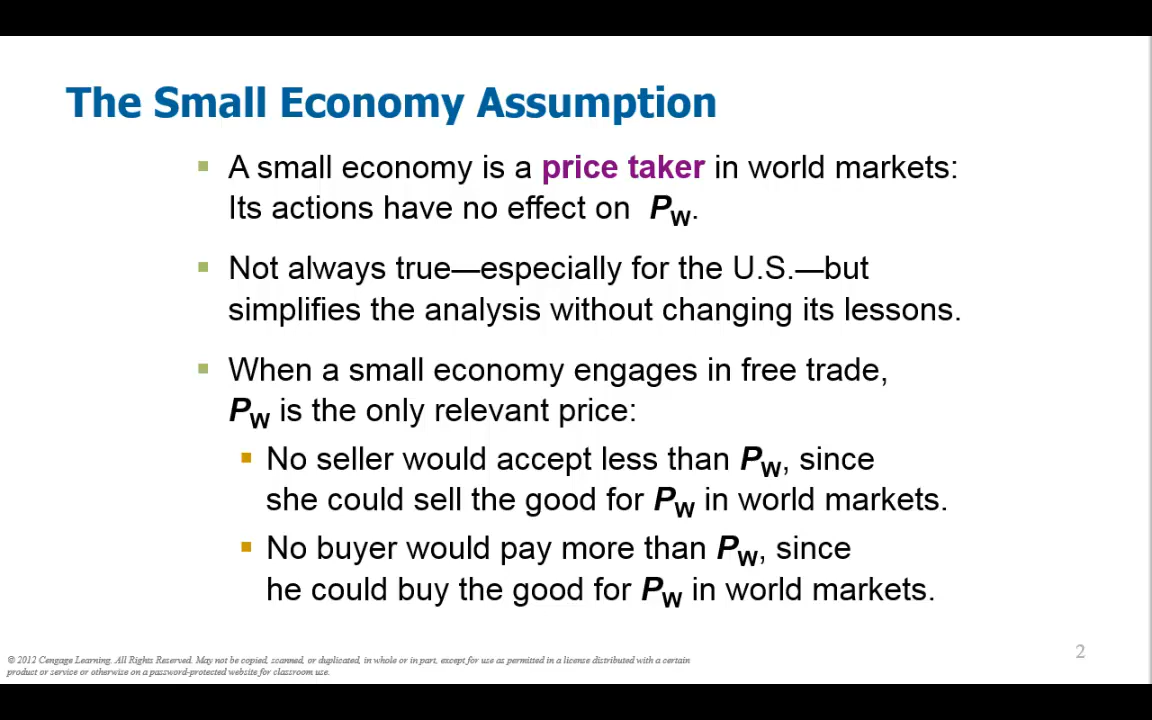 The Small Economy Assumption
▪ A small economy is a price taker in world markets:
Its actions have no effect on PW.
▪ Not always true—especially for the U.S.—but
simplifies the analysis without changing its lessons.
▪ When a small economy engages in free trade,
PW is the only relevant price:
▪ No seller would accept less than PW, since
she could sell the good for PW in world markets.
▪ No buyer would pay more than PW, since
he could buy the good for PW in world markets.
© 2012 Cengage Learning. All Rights Reserved. May not be copied, scanned, or duplicated, in whole or in part, except for use as permitted in a license distributed with a certain
product or service or otherwise on a password-protected website for classroom use.
2